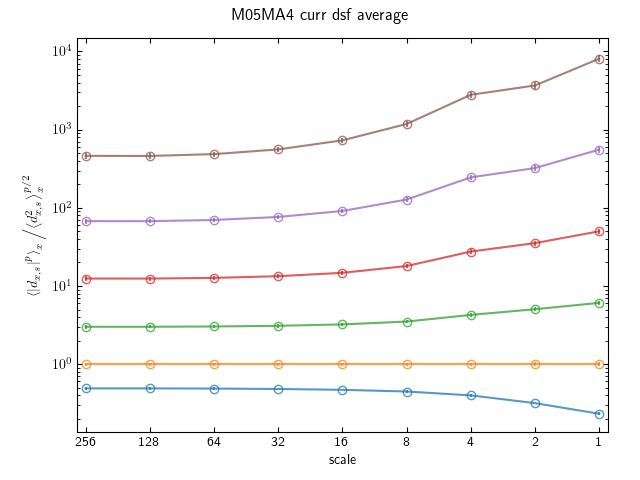 M05MA4 curr dsf average
⟨|d_{x,s}|^p⟩_x / ⟨d^2_{x,s}⟩_x^{p/2}
10^4
10^3
10^2
10^1
10^0
256 128 64 32 16 8 4 2 1
scale